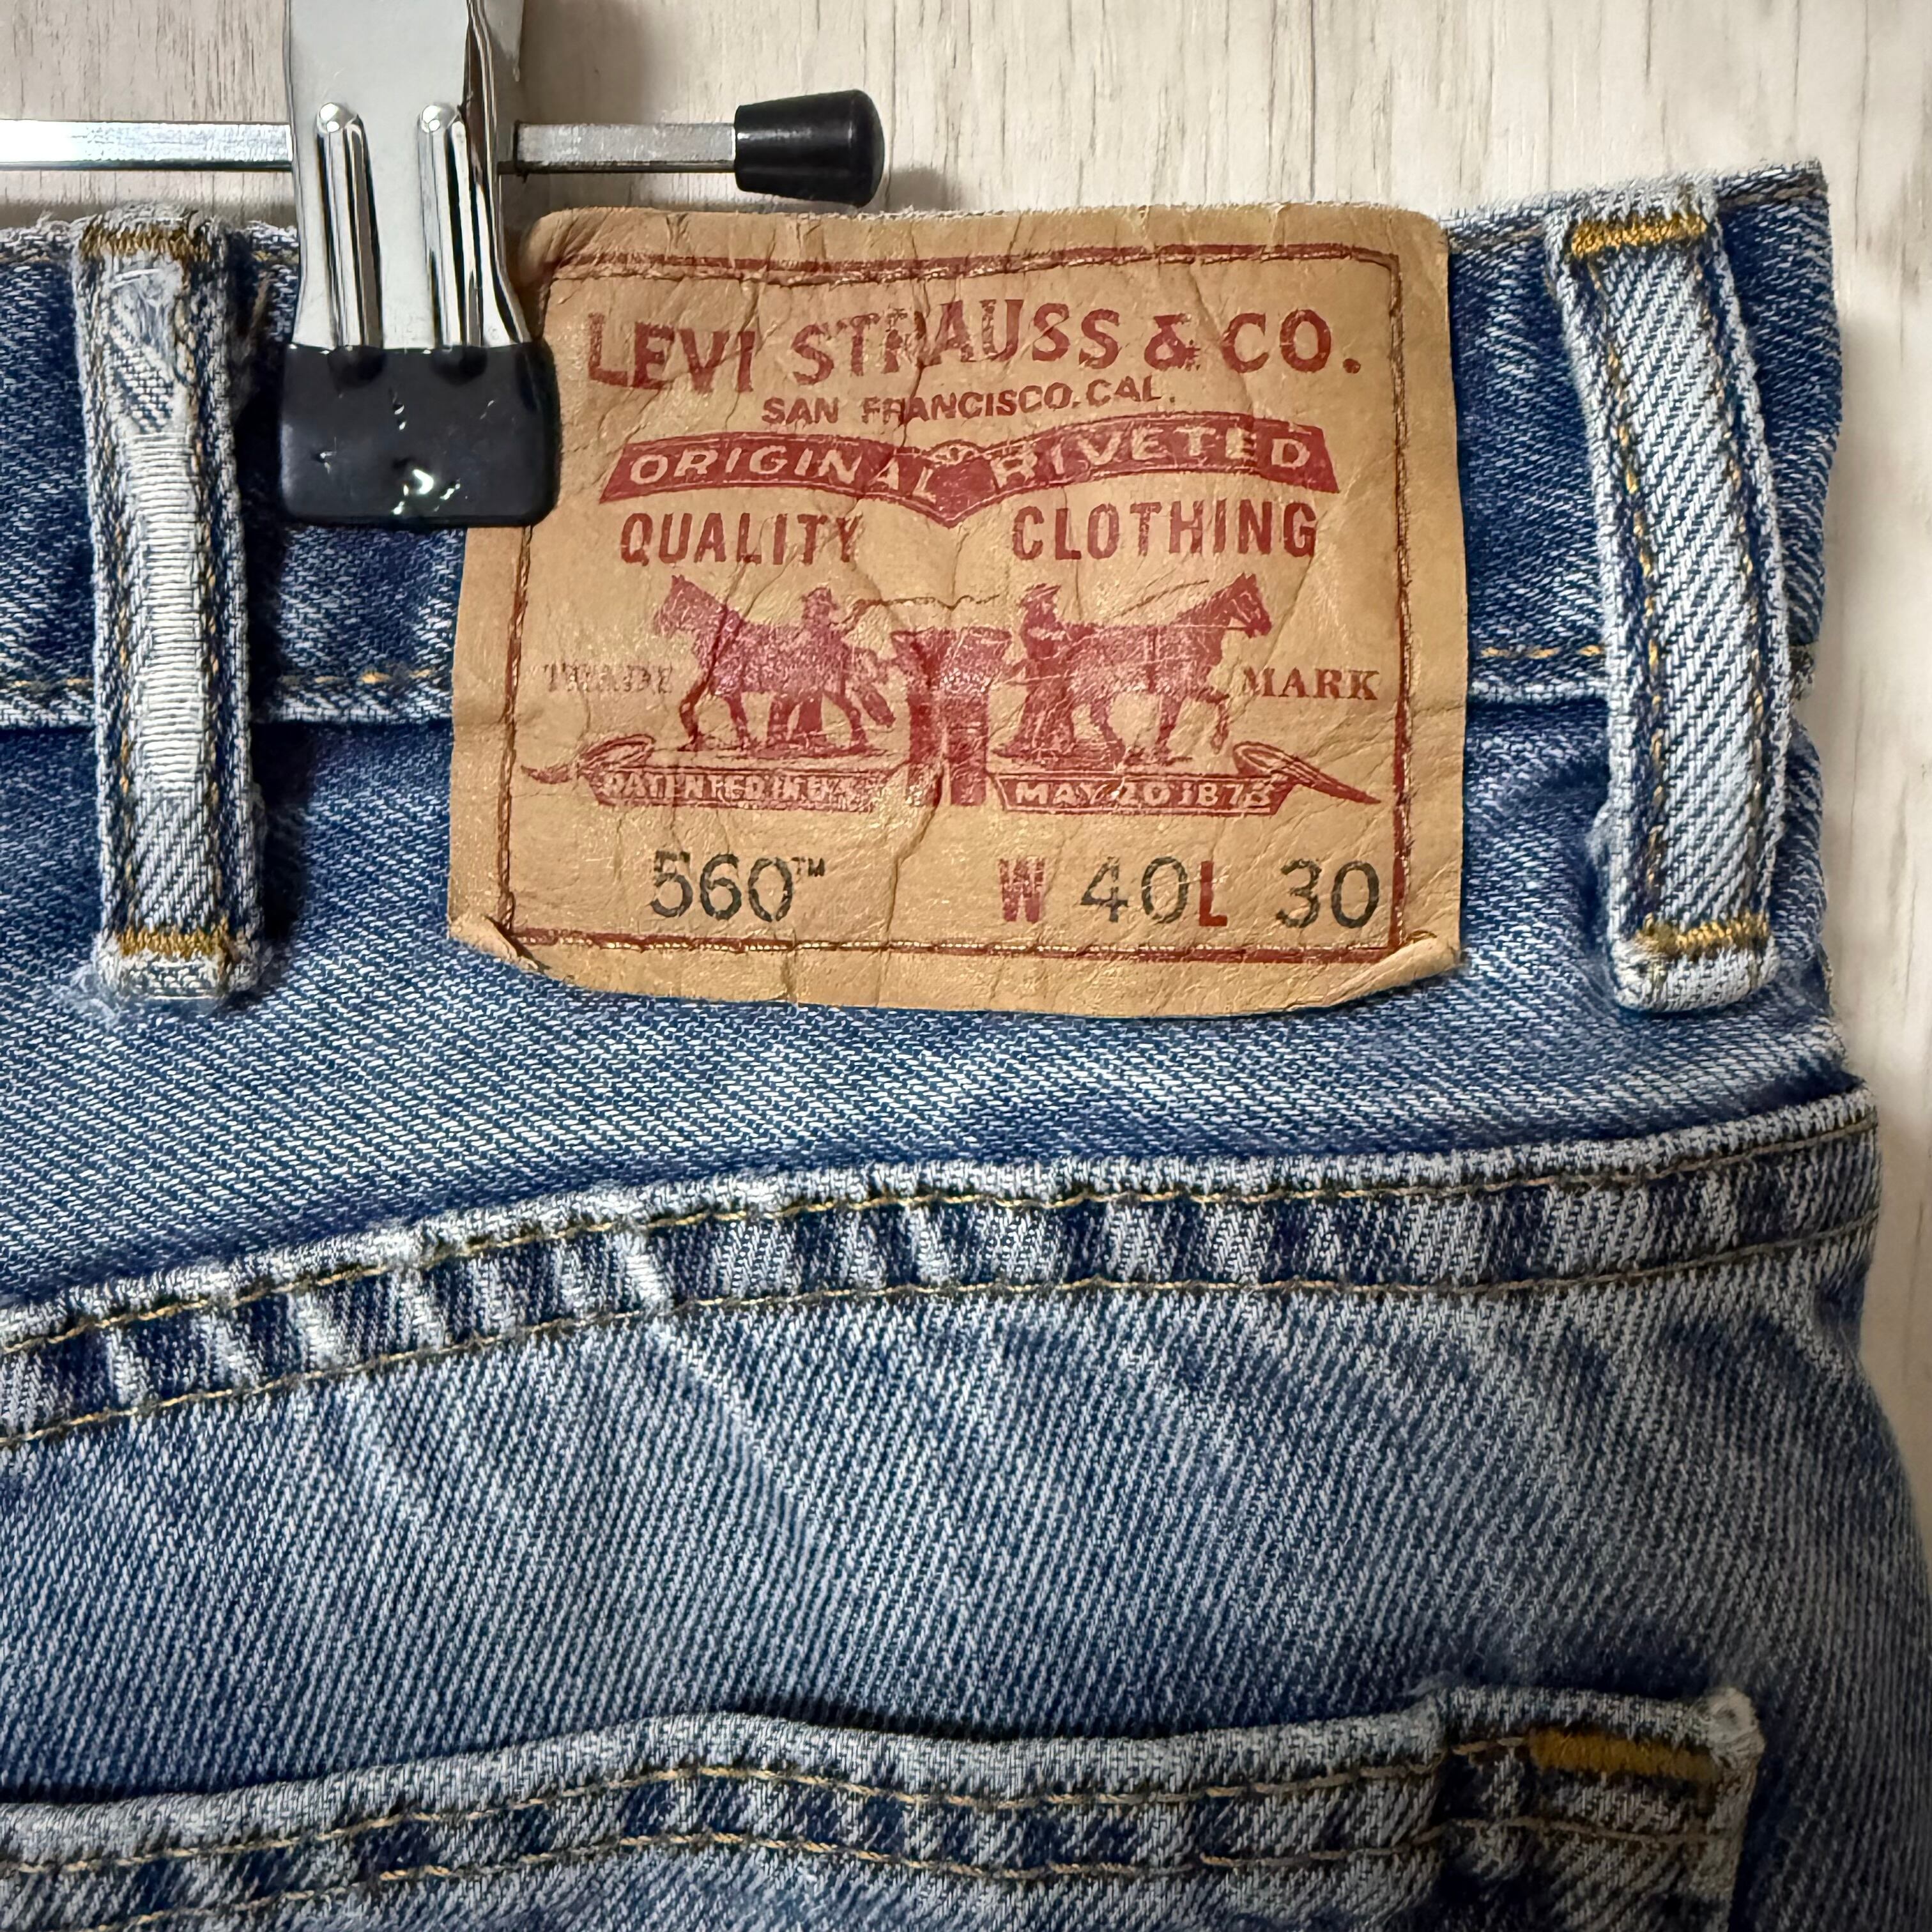 LEVI STRAUSS & CO.
SAN FRANCISCO, CAL.
ORIGINAL RIVETED
QUALITY CLOTHING
TRADE MARK
PATENTED IN U.S. MAY 20 1873
560™ W 40 L 30